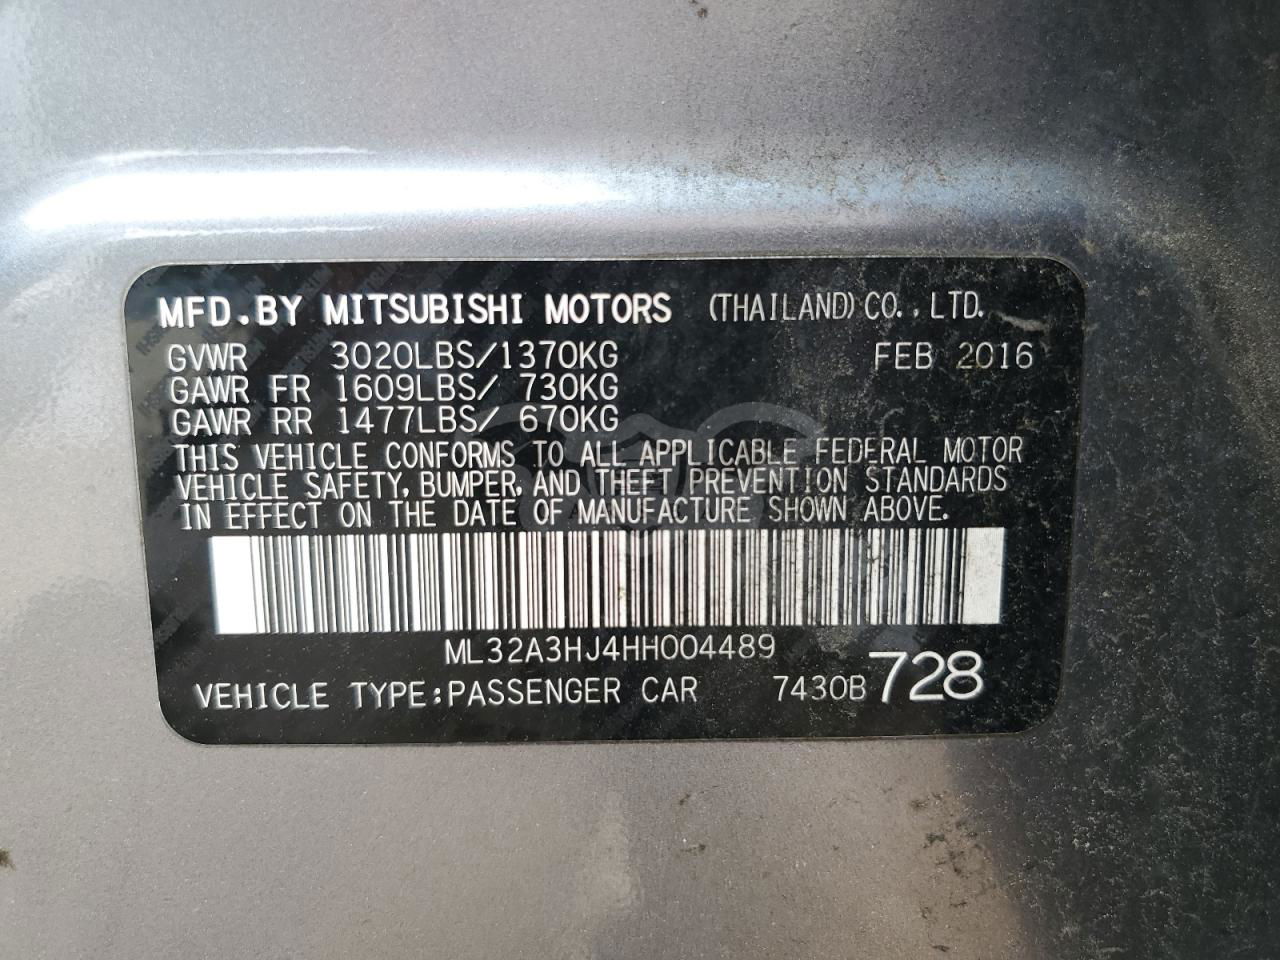 MFD.BY MITSUBISHI MOTORS (THAILAND)CO.,LTD.
GVWR 3020LBS/1370KG FEB 2016
GAWR FR 1609LBS/ 730KG
GAWR RR 1477LBS/ 670KG
THIS VEHICLE CONFORMS TO ALL APPLICABLE FEDERAL MOTOR
VEHICLE SAFETY, BUMPER, AND THEFT PREVENTION STANDARDS
IN EFFECT ON THE DATE OF MANUFACTURE SHOWN ABOVE.
ML32A3HJ4HH004489
VEHICLE TYPE:PASSENGER CAR 7430B 728